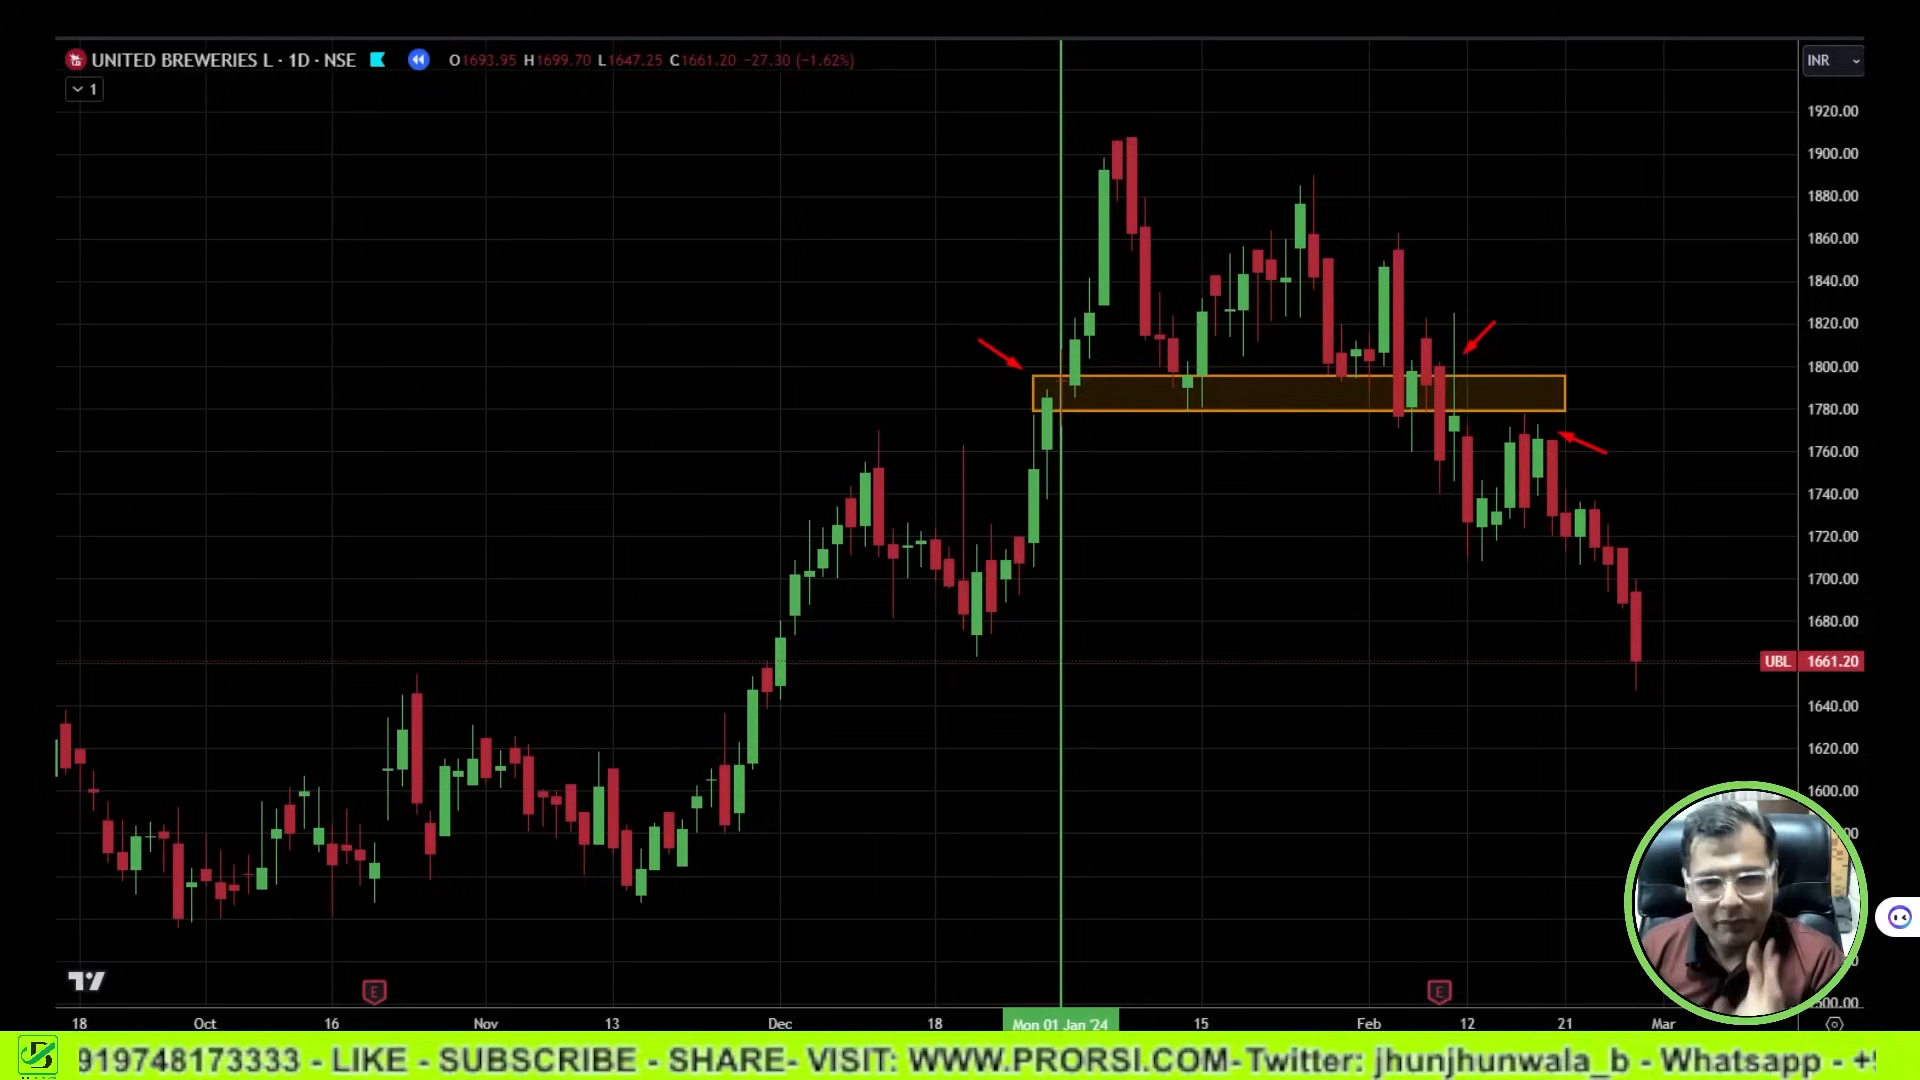 UNITED BREWERIES L · 1D · NSE O1693.95 H1699.70 L1647.25 C1661.20 −27.30 (−1.62%)
INR
1
1920.00
1900.00
1880.00
1860.00
1840.00
1820.00
1800.00
1780.00
1760.00
1740.00
1720.00
1700.00
1680.00
UBL 1661.20
1640.00
1620.00
1600.00
E
E
18 Oct 16 Nov 13 Dec 18 Mon 01 Jan '24 15 Feb 12 21 Mar
919748173333 - LIKE - SUBSCRIBE - SHARE- VISIT: WWW.PRORSI.COM-Twitter: jhunjhunwala_b - Whatsapp - +